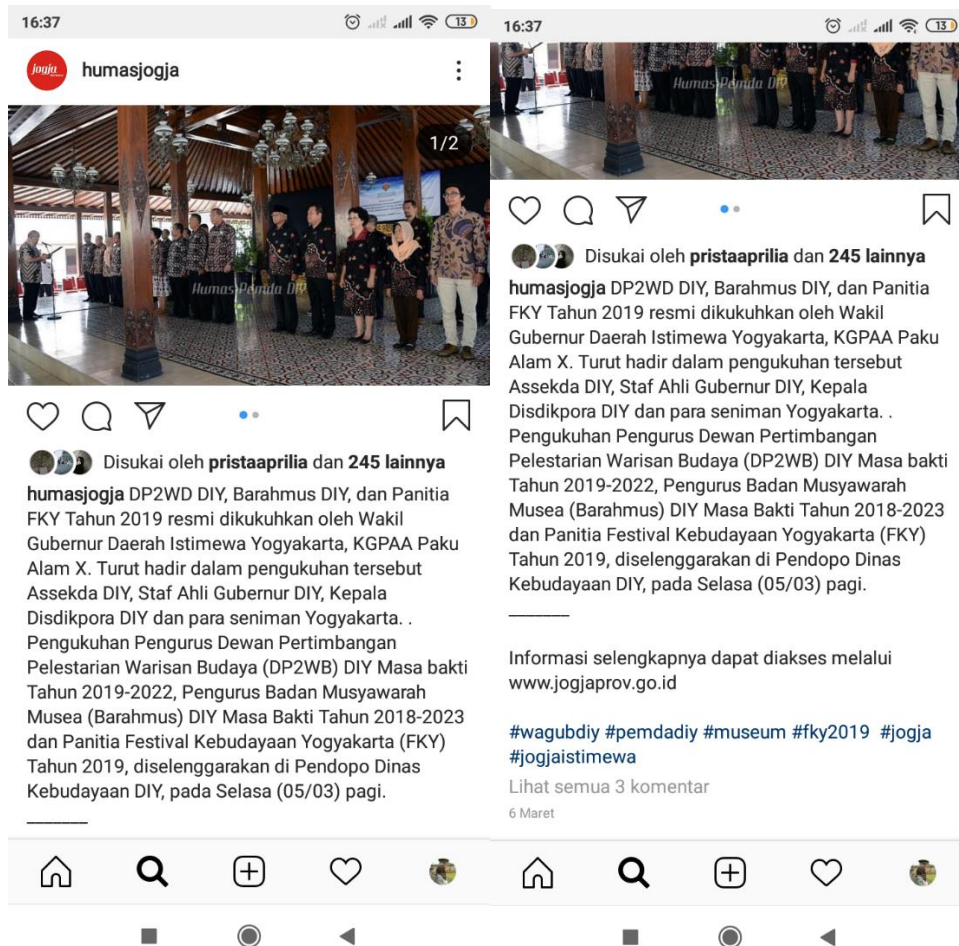 16:37
13
jogja
humasjogja
1/2
Humas Pemda DIY
Disukai oleh pristaaprilia dan 245 lainnya
humasjogja DP2WD DIY, Barahmus DIY, dan Panitia
FKY Tahun 2019 resmi dikukuhkan oleh Wakil
Gubernur Daerah Istimewa Yogyakarta, KGPAA Paku
Alam X. Turut hadir dalam pengukuhan tersebut
Assekda DIY, Staf Ahli Gubernur DIY, Kepala
Disdikpora DIY dan para seniman Yogyakarta. .
Pengukuhan Pengurus Dewan Pertimbangan
Pelestarian Warisan Budaya (DP2WB) DIY Masa bakti
Tahun 2019-2022, Pengurus Badan Musyawarah
Musea (Barahmus) DIY Masa Bakti Tahun 2018-2023
dan Panitia Festival Kebudayaan Yogyakarta (FKY)
Tahun 2019, diselenggarakan di Pendopo Dinas
Kebudayaan DIY, pada Selasa (05/03) pagi.
_______
16:37
13
Humas Pemda DIY
Disukai oleh pristaaprilia dan 245 lainnya
humasjogja DP2WD DIY, Barahmus DIY, dan Panitia
FKY Tahun 2019 resmi dikukuhkan oleh Wakil
Gubernur Daerah Istimewa Yogyakarta, KGPAA Paku
Alam X. Turut hadir dalam pengukuhan tersebut
Assekda DIY, Staf Ahli Gubernur DIY, Kepala
Disdikpora DIY dan para seniman Yogyakarta. .
Pengukuhan Pengurus Dewan Pertimbangan
Pelestarian Warisan Budaya (DP2WB) DIY Masa bakti
Tahun 2019-2022, Pengurus Badan Musyawarah
Musea (Barahmus) DIY Masa Bakti Tahun 2018-2023
dan Panitia Festival Kebudayaan Yogyakarta (FKY)
Tahun 2019, diselenggarakan di Pendopo Dinas
Kebudayaan DIY, pada Selasa (05/03) pagi.
_______
Informasi selengkapnya dapat diakses melalui
www.jogjaprov.go.id
#wagubdiy #pemdadiy #museum #fky2019 #jogja
#jogjaistimewa
Lihat semua 3 komentar
6 Maret